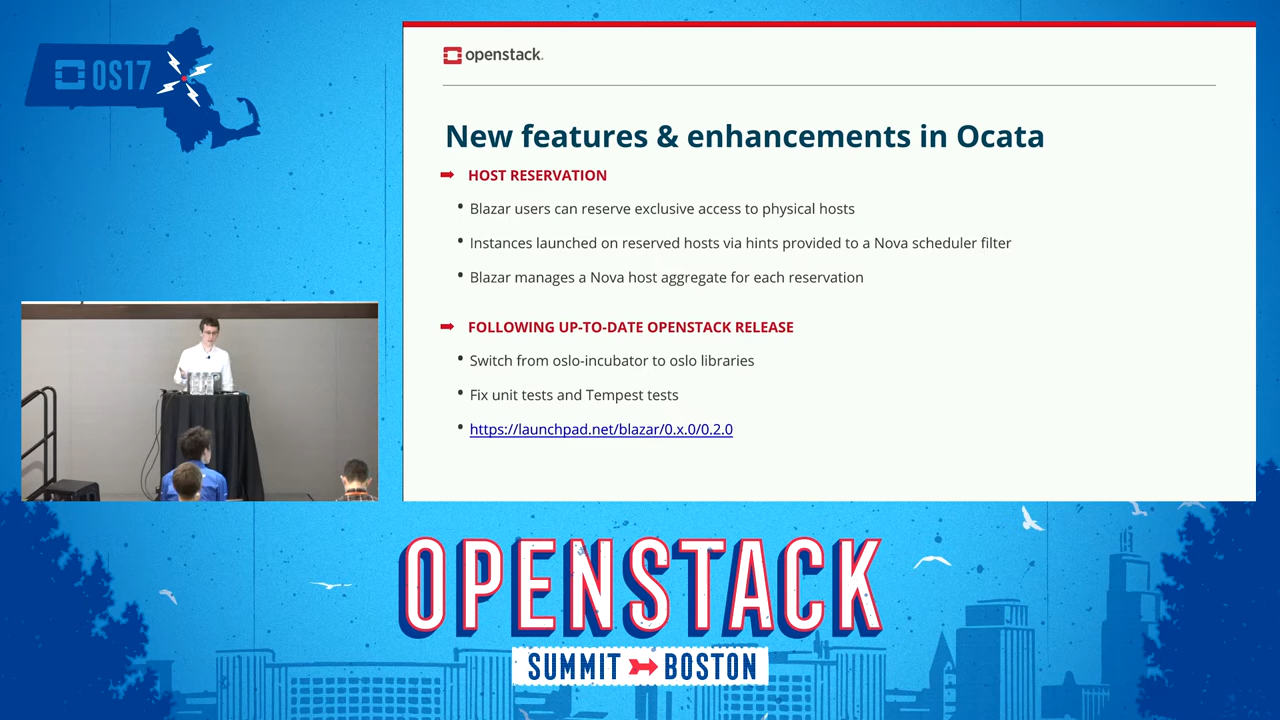 OS17
openstack.
New features & enhancements in Ocata
HOST RESERVATION
• Blazar users can reserve exclusive access to physical hosts
• Instances launched on reserved hosts via hints provided to a Nova scheduler filter
• Blazar manages a Nova host aggregate for each reservation
FOLLOWING UP-TO-DATE OPENSTACK RELEASE
• Switch from oslo-incubator to oslo libraries
• Fix unit tests and Tempest tests
• https://launchpad.net/blazar/0.x.0/0.2.0
OPENSTACK
SUMMIT BOSTON